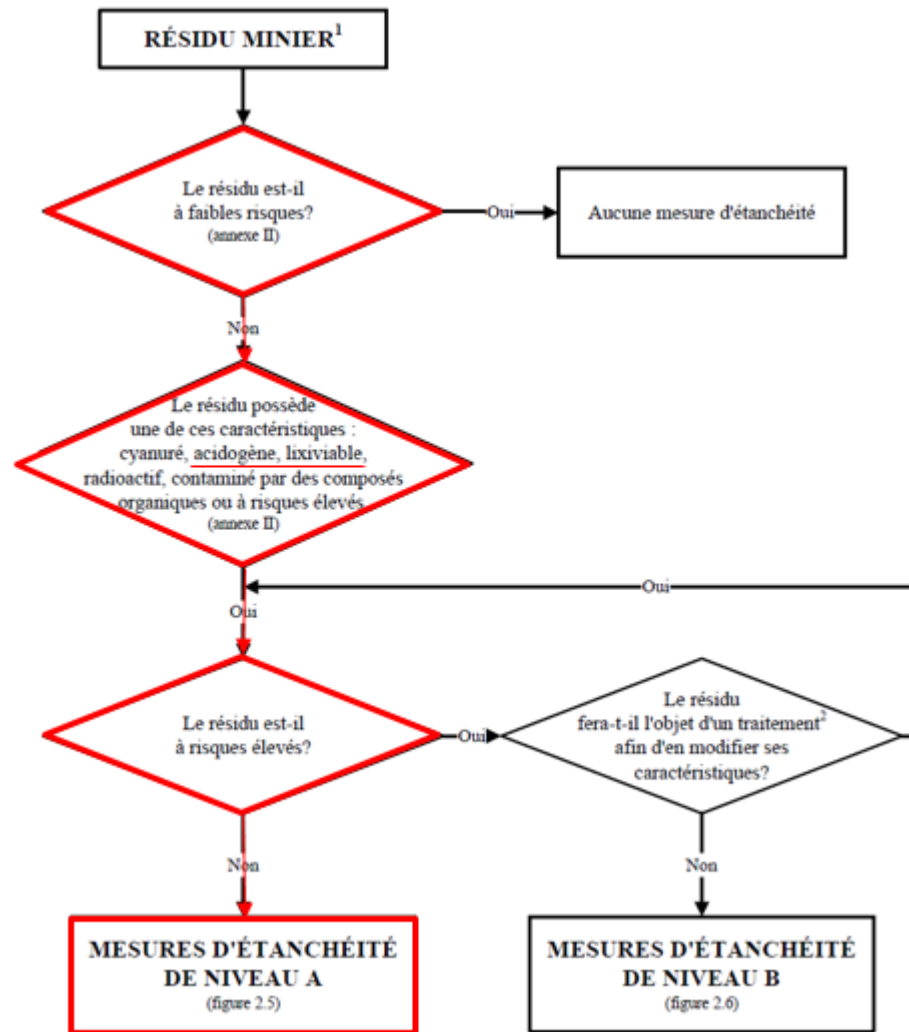 RÉSIDU MINIER¹
Le résidu est-il
à faibles risques?
(annexe II)
Oui
Aucune mesure d'étanchéité
Non
Le résidu possède
une de ces caractéristiques :
cyanuré, acidogène, lixiviable,
radioactif, contaminé par des composés
organiques ou à risques élevés
(annexe II)
Oui
Oui
Le résidu est-il
à risques élevés?
Oui
Le résidu
fera-t-il l'objet d'un traitement²
afin d'en modifier ses
caractéristiques?
Non
Non
MESURES D'ÉTANCHÉITÉ
DE NIVEAU A
(figure 2.5)
MESURES D'ÉTANCHÉITÉ
DE NIVEAU B
(figure 2.6)